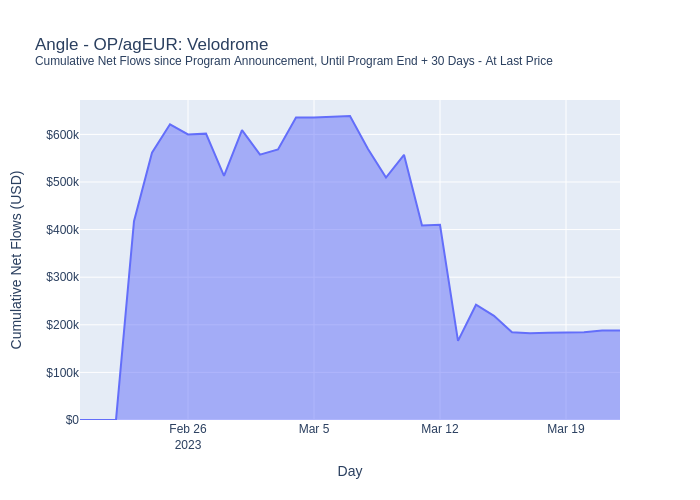 Angle - OP/agEUR: Velodrome
Cumulative Net Flows since Program Announcement, Until Program End + 30 Days - At Last Price
Cumulative Net Flows (USD)
$600k
$500k
$400k
$300k
$200k
$100k
$0
Feb 26
2023
Mar 5
Mar 12
Mar 19
Day